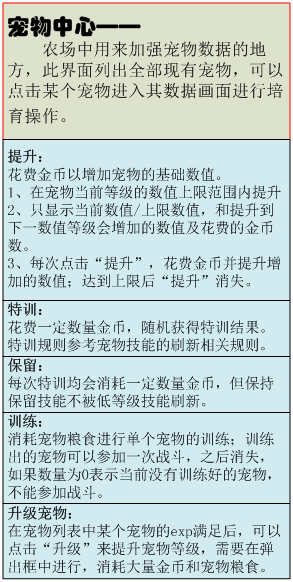 宠物中心——
农场中用来加强宠物数据的地
方，此界面列出全部现有宠物，可以
点击某个宠物进入其数据画面进行培
育操作。
提升：
花费金币以增加宠物的基础数值。
1、在宠物当前等级的数值上限范围内提升
2、只显示当前数值/上限数值，和提升到
下一数值等级会增加的数值及花费的金币
数。
3、每次点击“提升”，花费金币并提升增
加的数值；达到上限后“提升”消失。
特训：
花费一定数量金币，随机获得特训结果。
特训规则参考宠物技能的刷新相关规则。
保留：
每次特训均会消耗一定数量金币，但保持
保留技能不被低等级技能刷新。
训练：
消耗宠物粮食进行单个宠物的训练；训练
出的宠物可以参加一次战斗，之后消失，
如果数量为0表示当前没有训练好的宠物，
不能参加战斗。
升级宠物：
在宠物列表中某个宠物的exp满足后，可以
点击“升级”来提升宠物等级，需要在弹
出框中进行，消耗大量金币和宠物粮食。